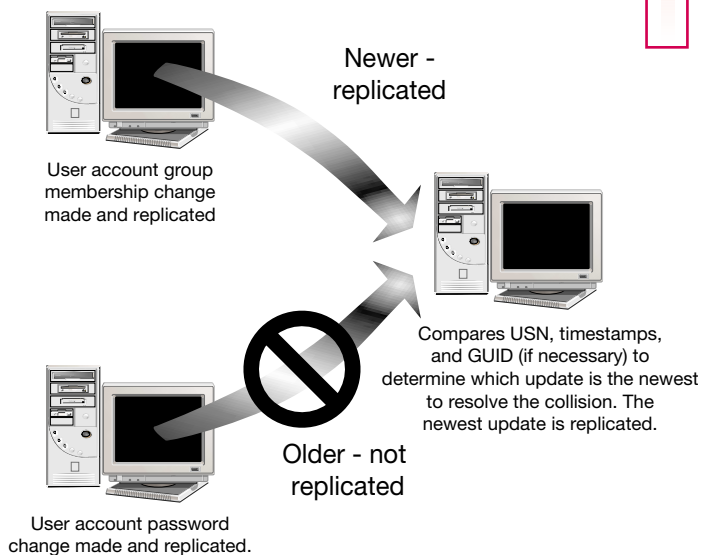 Newer -
replicated
User account group
membership change
made and replicated
Compares USN, timestamps,
and GUID (if necessary) to
determine which update is the newest
to resolve the collision. The
newest update is replicated.
Older - not
replicated
User account password
change made and replicated.